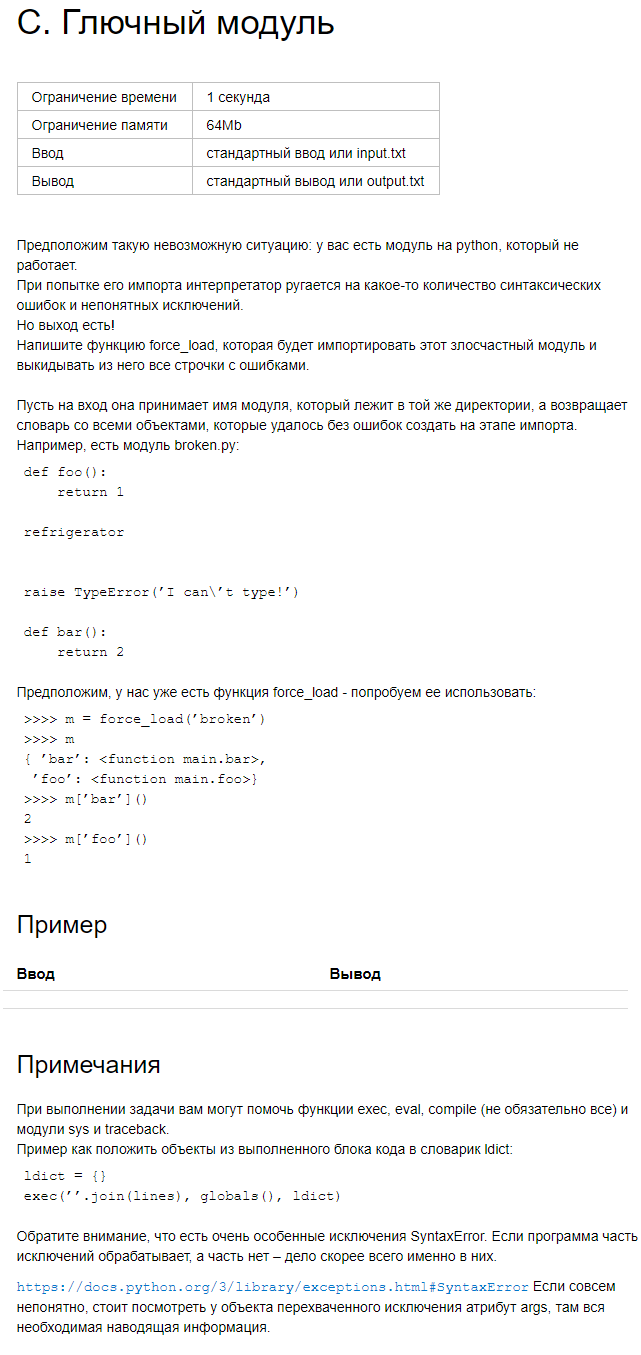 C. Глючный модуль
Ограничение времени 1 секунда
Ограничение памяти 64Mb
Ввод стандартный ввод или input.txt
Вывод стандартный вывод или output.txt
Предположим такую невозможную ситуацию: у вас есть модуль на python, который не
работает.
При попытке его импорта интерпретатор ругается на какое-то количество синтаксических
ошибок и непонятных исключений.
Но выход есть!
Напишите функцию force_load, которая будет импортировать этот злосчастный модуль и
выкидывать из него все строчки с ошибками.
Пусть на вход она принимает имя модуля, который лежит в той же директории, а возвращает
словарь со всеми объектами, которые удалось без ошибок создать на этапе импорта.
Например, есть модуль broken.py:
def foo():
    return 1
refrigerator
raise TypeError(’I can\’t type!’)
def bar():
    return 2
Предположим, у нас уже есть функция force_load - попробуем ее использовать:
>>>> m = force_load(’broken’)
>>>> m
{ ’bar’: <function main.bar>,
 ’foo’: <function main.foo>}
>>>> m[’bar’]()
2
>>>> m[’foo’]()
1
Пример
Ввод Вывод
Примечания
При выполнении задачи вам могут помочь функции exec, eval, compile (не обязательно все) и
модули sys и traceback.
Пример как положить объекты из выполненного блока кода в словарик ldict:
ldict = {}
exec(’’.join(lines), globals(), ldict)
Обратите внимание, что есть очень особенные исключения SyntaxError. Если программа часть
исключений обрабатывает, а часть нет – дело скорее всего именно в них.
https://docs.python.org/3/library/exceptions.html#SyntaxError Если совсем
непонятно, стоит посмотреть у объекта перехваченного исключения атрибут args, там вся
необходимая наводящая информация.